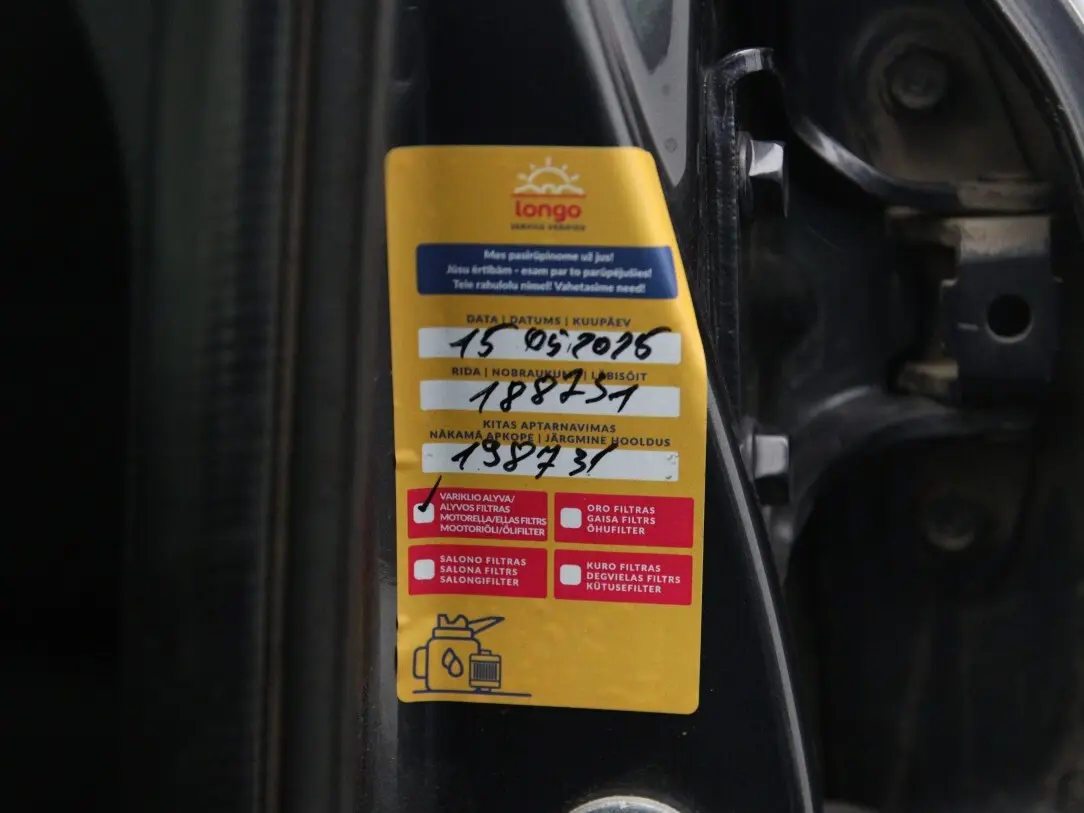 longo
Mes pasirūpinome už jus!
Jūsu ērtībām - esam par to parūpējušies!
Teie rahulolu nimel! Vahetasime need!
DATA | DATUMS | KUUPÄEV
15 05.2025
RIDA | NOBRAUKUMS | LÄBISÕIT
188731
KITAS APTARNAVIMAS
NĀKAMĀ APKOPE | JÄRGMINE HOOLDUS
198731
VARIKLIO ALYVA/
ALYVOS FILTRAS
MOTORELLA/ELLAS FILTRS
MOOTORIÕLI/ÕLIFILTER
ORO FILTRAS
GAISA FILTRS
ÕHUFILTER
SALONO FILTRAS
SALONA FILTRS
SALONGIFILTER
KURO FILTRAS
DEGVIELAS FILTRS
KÜTUSEFILTER